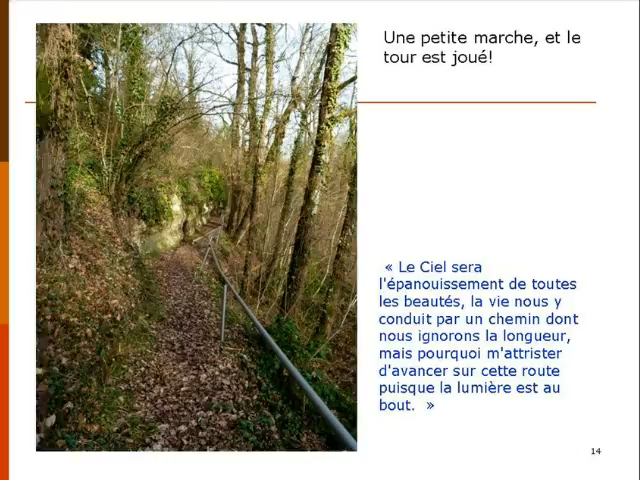 Une petite marche, et le
tour est joué!
« Le Ciel sera
l'épanouissement de toutes
les beautés, la vie nous y
conduit par un chemin dont
nous ignorons la longueur,
mais pourquoi m'attrister
d'avancer sur cette route
puisque la lumière est au
bout.  »
14